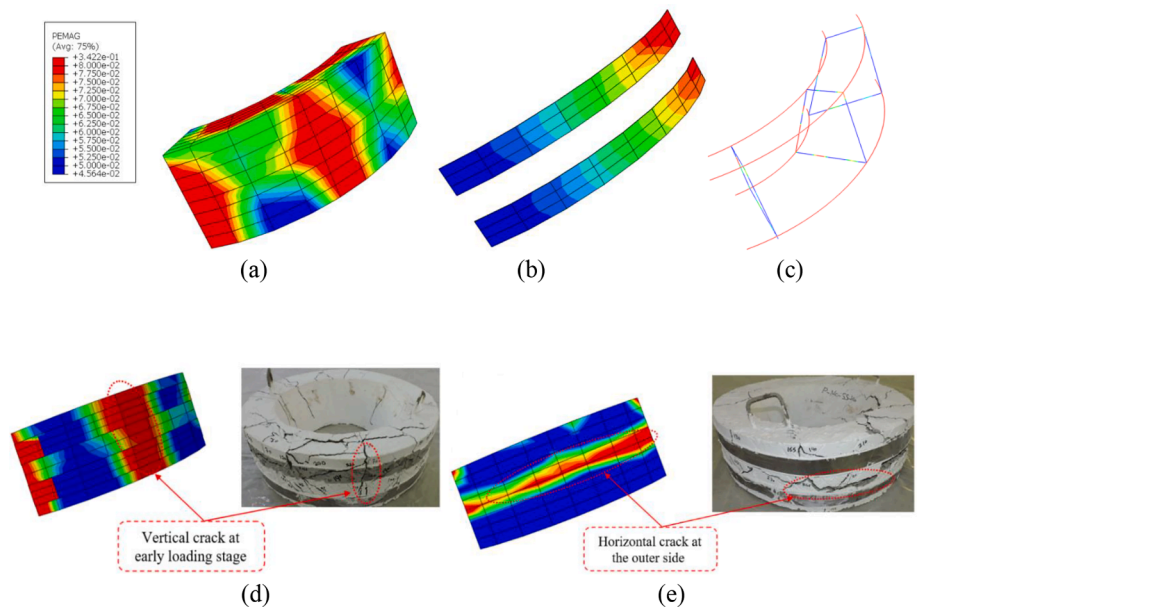 PEMAG
(Avg: 75%)
+3.422e-01
+8.000e-02
+7.750e-02
+7.500e-02
+7.250e-02
+7.000e-02
+6.750e-02
+6.500e-02
+6.250e-02
+6.000e-02
+5.750e-02
+5.500e-02
+5.250e-02
+5.000e-02
+4.564e-02
(a)
(b)
(c)
Vertical crack at
early loading stage
Horizontal crack at
the outer side
(d)
(e)